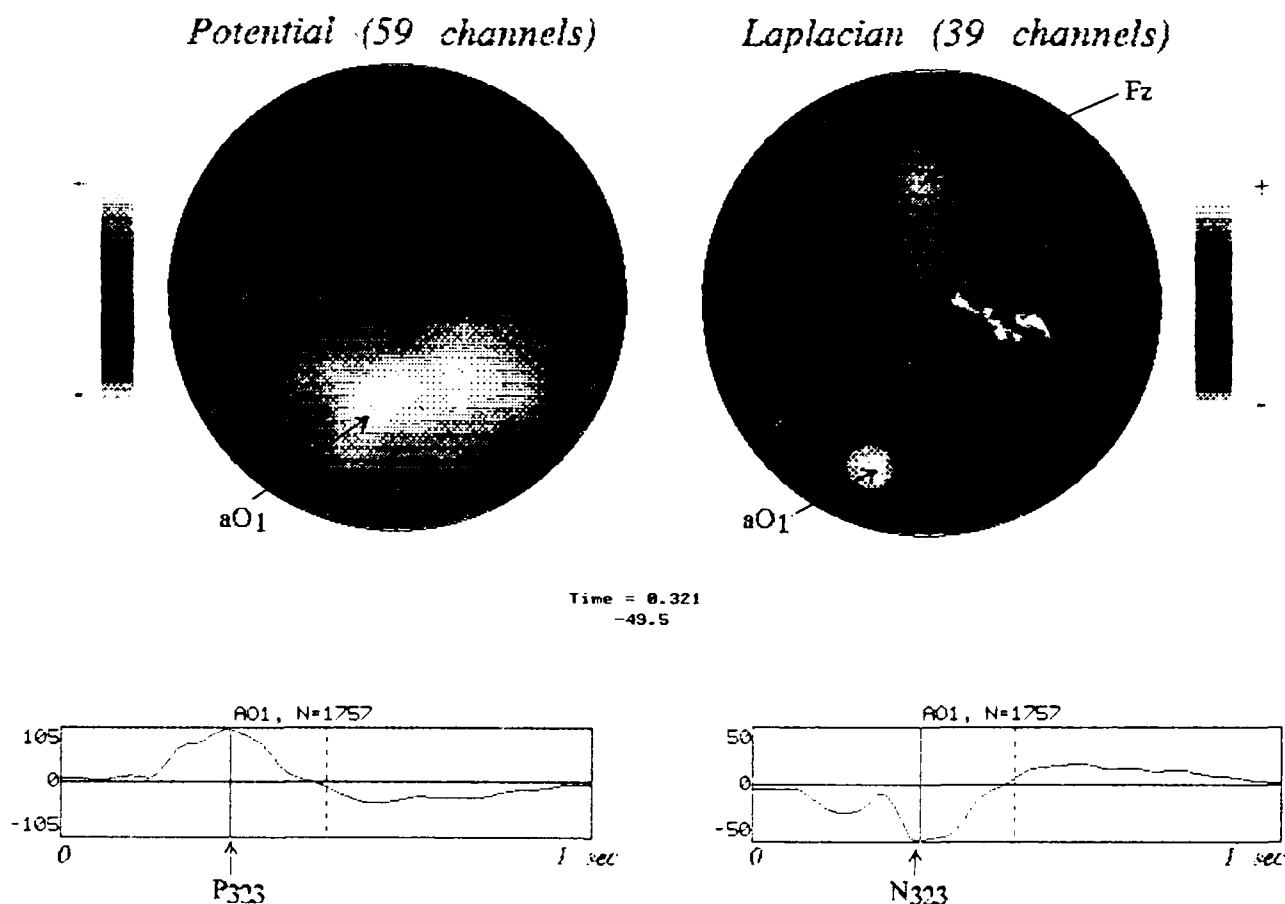 Potential (59 channels)
Laplacian (39 channels)
Fz
+
-
+
-
aO1
aO1
Time = 0.321
-49.5
AO1, N=1757
105
0
-105
0
1 sec
P323
AO1, N=1757
50
0
-50
0
1 sec
N323